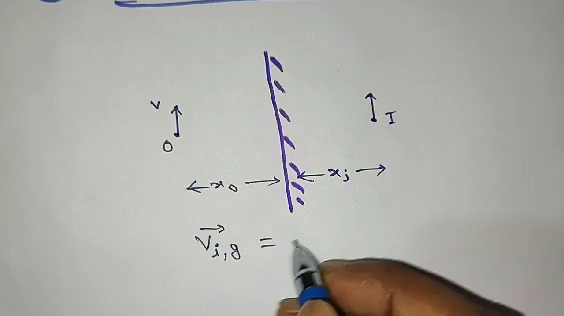 V
O
I
x₀
xᵢ
V⃗ᵢ,g =